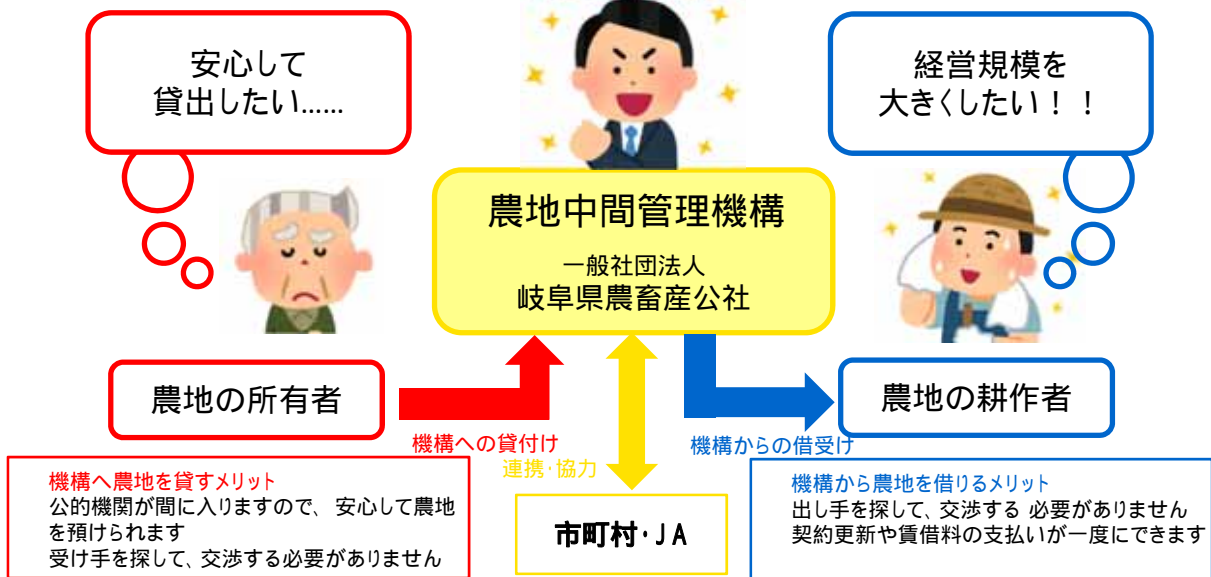 安心して
貸出したい……
経営規模を
大きくしたい！！
農地中間管理機構
一般社団法人
岐阜県農畜産公社
農地の所有者
農地の耕作者
機構への貸付け
連携・協力
機構からの借受け
機構へ農地を貸すメリット
公的機関が間に入りますので、安心して農地
を預けられます
受け手を探して、交渉する必要がありません
市町村・ＪＡ
機構から農地を借りるメリット
出し手を探して、交渉する 必要がありません
契約更新や賃借料の支払いが一度にできます